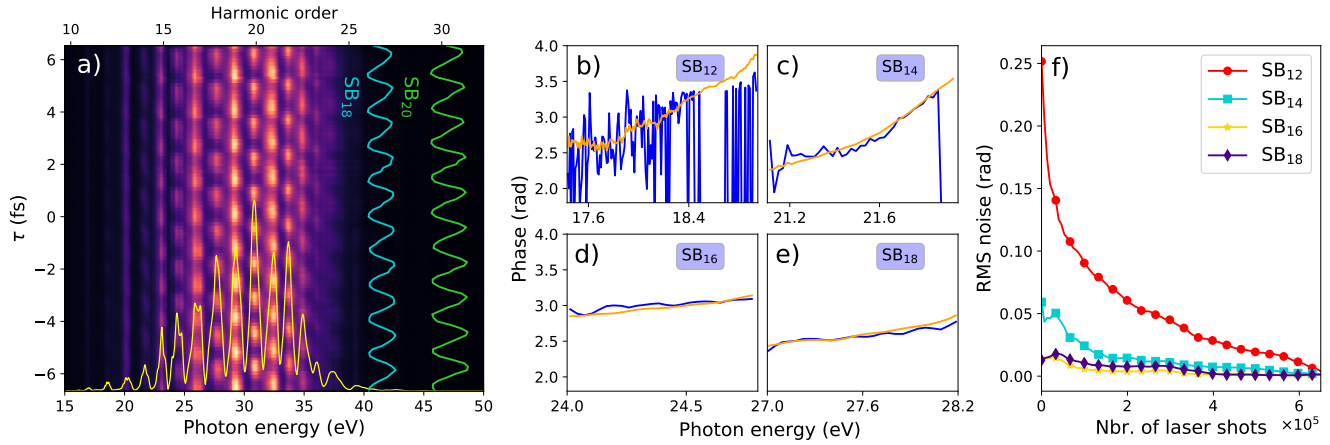 Harmonic order
10 15 20 25 30
a)
SB18
SB20
τ (fs)
6
4
2
0
−2
−4
−6
15 20 25 30 35 40 45 50
Photon energy (eV)
Phase (rad)
b)
SB12
4.0
3.5
3.0
2.5
2.0
17.6 18.4
c)
SB14
21.2 21.6
d)
SB16
4.0
3.5
3.0
2.5
2.0
24.0 24.5
e)
SB18
27.0 27.6 28.2
Photon energy (eV)
f)
RMS noise (rad)
0.25
0.20
0.15
0.10
0.05
0.00
SB12
SB14
SB16
SB18
0 2 4 6
Nbr. of laser shots ×10⁵